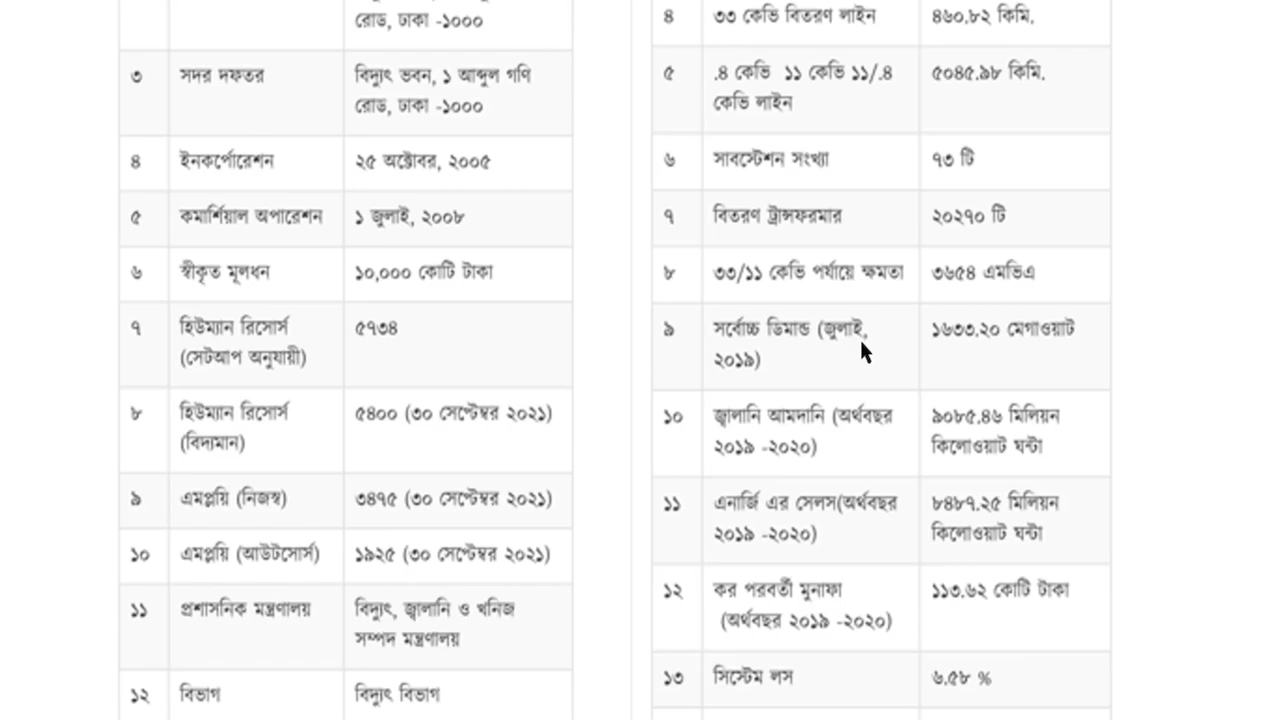 রোড, ঢাকা -১০০০
৩ সদর দফতর বিদ্যুৎ ভবন, ১ আব্দুল গণি
রোড, ঢাকা -১০০০
৪ ইনকর্পোরেশন ২৫ অক্টোবর, ২০০৫
৫ কমার্শিয়াল অপারেশন ১ জুলাই, ২০০৮
৬ স্বীকৃত মূলধন ১০,০০০ কোটি টাকা
৭ হিউম্যান রিসোর্স ৫৭৩৪
(সেটআপ অনুযায়ী)
৮ হিউম্যান রিসোর্স ৫৪০০ (৩০ সেপ্টেম্বর ২০২১)
(বিদ্যমান)
৯ এমপ্লয়ি (নিজস্ব) ৩৪৭৫ (৩০ সেপ্টেম্বর ২০২১)
১০ এমপ্লয়ি (আউটসোর্স) ১৯২৫ (৩০ সেপ্টেম্বর ২০২১)
১১ প্রশাসনিক মন্ত্রণালয় বিদ্যুৎ, জ্বালানি ও খনিজ
সম্পদ মন্ত্রণালয়
১২ বিভাগ বিদ্যুৎ বিভাগ
৪ ৩৩ কেভি বিতরণ লাইন ৪৬০.৮২ কিমি.
৫ .৪ কেভি ১১ কেভি ১১/.৪ ৫০৪৫.৯৮ কিমি.
কেভি লাইন
৬ সাবস্টেশন সংখ্যা ৭৩ টি
৭ বিতরণ ট্রান্সফরমার ২০২৭০ টি
৮ ৩৩/১১ কেভি পর্যায়ে ক্ষমতা ৩৬৫৪ এমভিএ
৯ সর্বোচ্চ ডিমান্ড (জুলাই, ১৬৩৩.২০ মেগাওয়াট
২০১৯)
১০ জ্বালানি আমদানি (অর্থবছর ৯০৮৫.৪৬ মিলিয়ন
২০১৯ -২০২০) কিলোওয়াট ঘন্টা
১১ এনার্জি এর সেলস(অর্থবছর ৮৪৮৭.২৫ মিলিয়ন
২০১৯ -২০২০) কিলোওয়াট ঘন্টা
১২ কর পরবর্তী মুনাফা ১১৩.৬২ কোটি টাকা
(অর্থবছর ২০১৯ -২০২০)
১৩ সিস্টেম লস ৬.৫৮ %